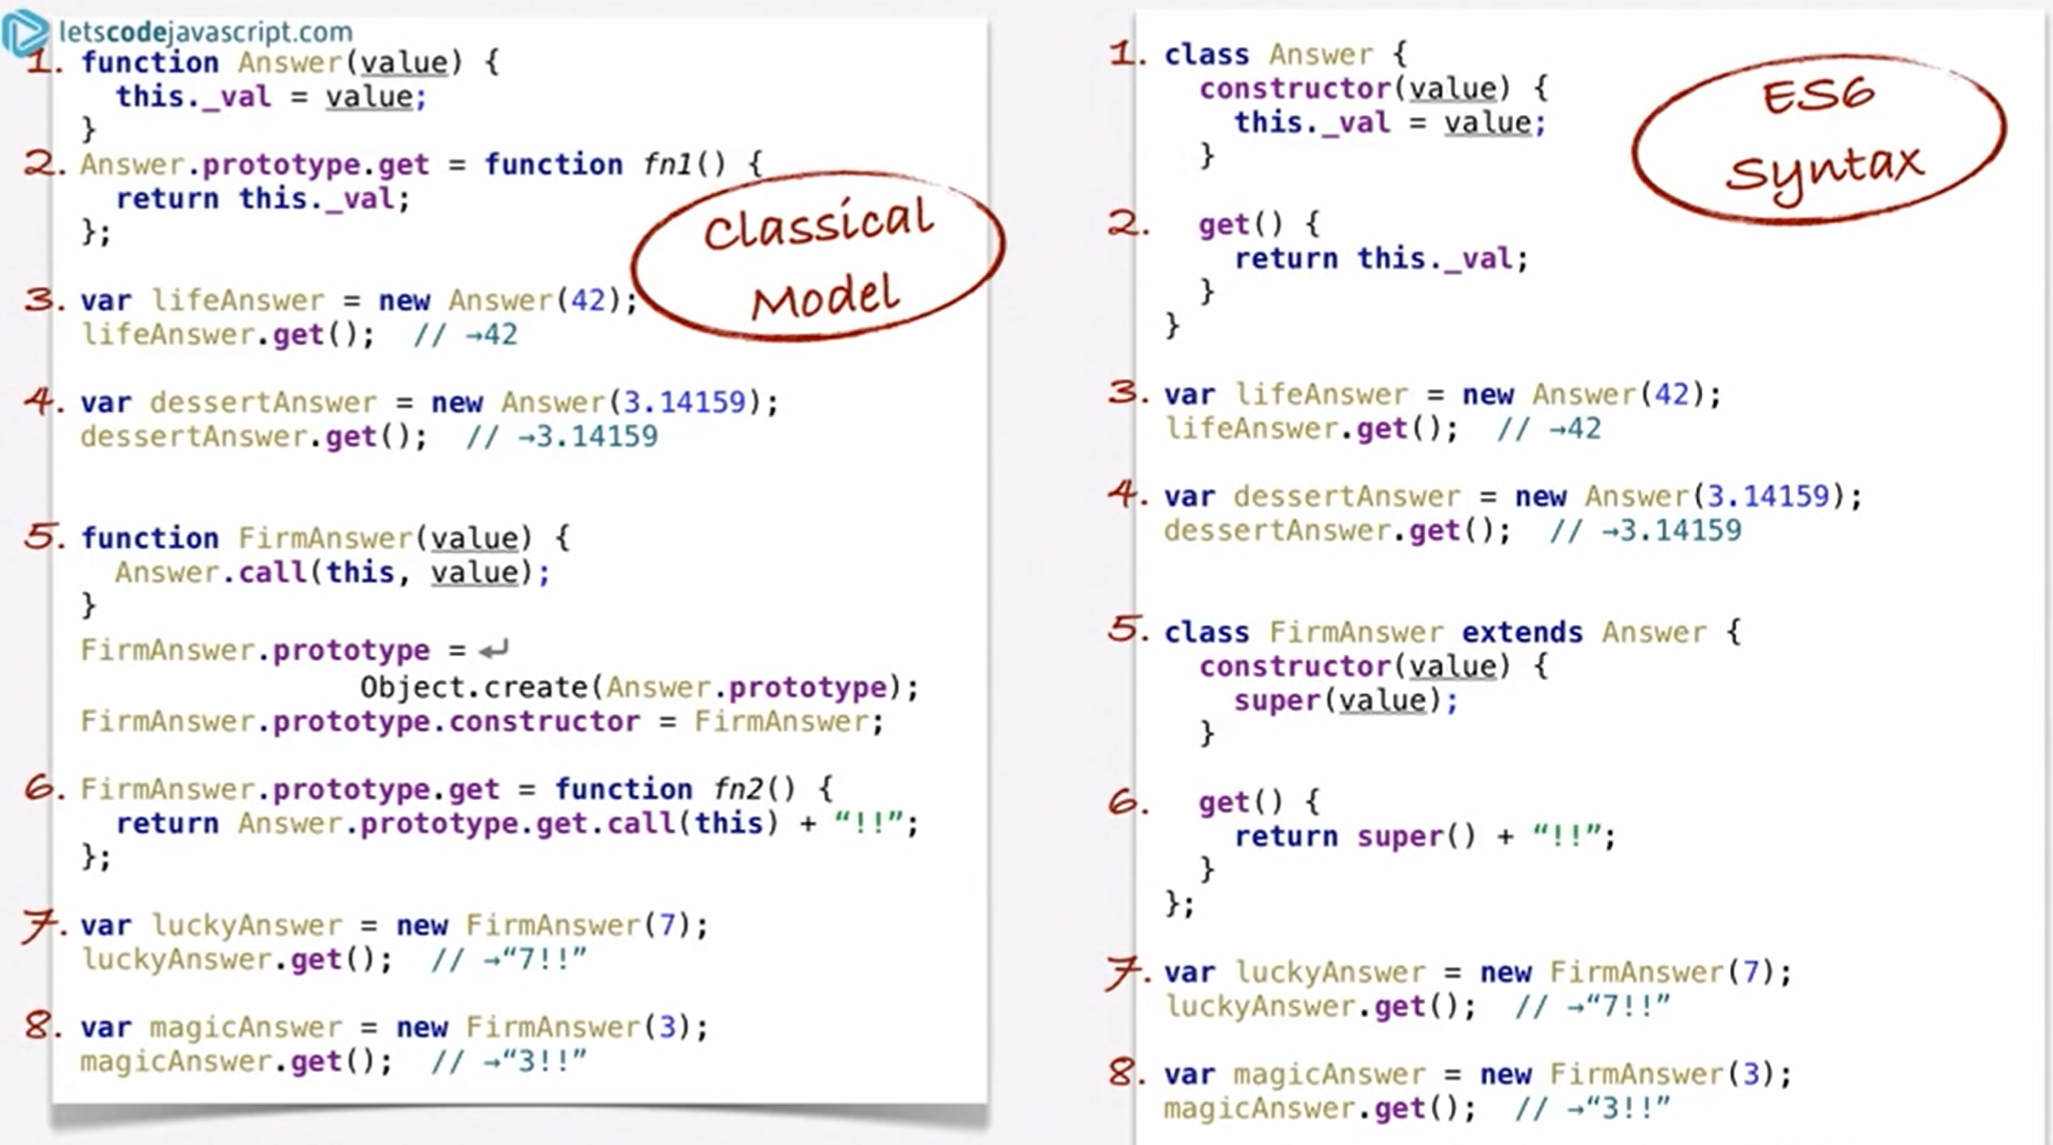 letscodejavascript.com
1. function Answer(value) {
this._val = value;
}
2. Answer.prototype.get = function fn1() {
return this._val;
};
Classical
Model
3. var lifeAnswer = new Answer(42);
lifeAnswer.get();  // →42
4. var dessertAnswer = new Answer(3.14159);
dessertAnswer.get();  // →3.14159
5. function FirmAnswer(value) {
Answer.call(this, value);
}
FirmAnswer.prototype = ↵
Object.create(Answer.prototype);
FirmAnswer.prototype.constructor = FirmAnswer;
6. FirmAnswer.prototype.get = function fn2() {
return Answer.prototype.get.call(this) + “!!”;
};
7. var luckyAnswer = new FirmAnswer(7);
luckyAnswer.get();  // →“7!!”
8. var magicAnswer = new FirmAnswer(3);
magicAnswer.get();  // →“3!!”
1. class Answer {
constructor(value) {
this._val = value;
}
ES6
Syntax
2. get() {
return this._val;
}
}
3. var lifeAnswer = new Answer(42);
lifeAnswer.get();  // →42
4. var dessertAnswer = new Answer(3.14159);
dessertAnswer.get();  // →3.14159
5. class FirmAnswer extends Answer {
constructor(value) {
super(value);
}
6. get() {
return super() + “!!”;
}
};
7. var luckyAnswer = new FirmAnswer(7);
luckyAnswer.get();  // →“7!!”
8. var magicAnswer = new FirmAnswer(3);
magicAnswer.get();  // →“3!!”